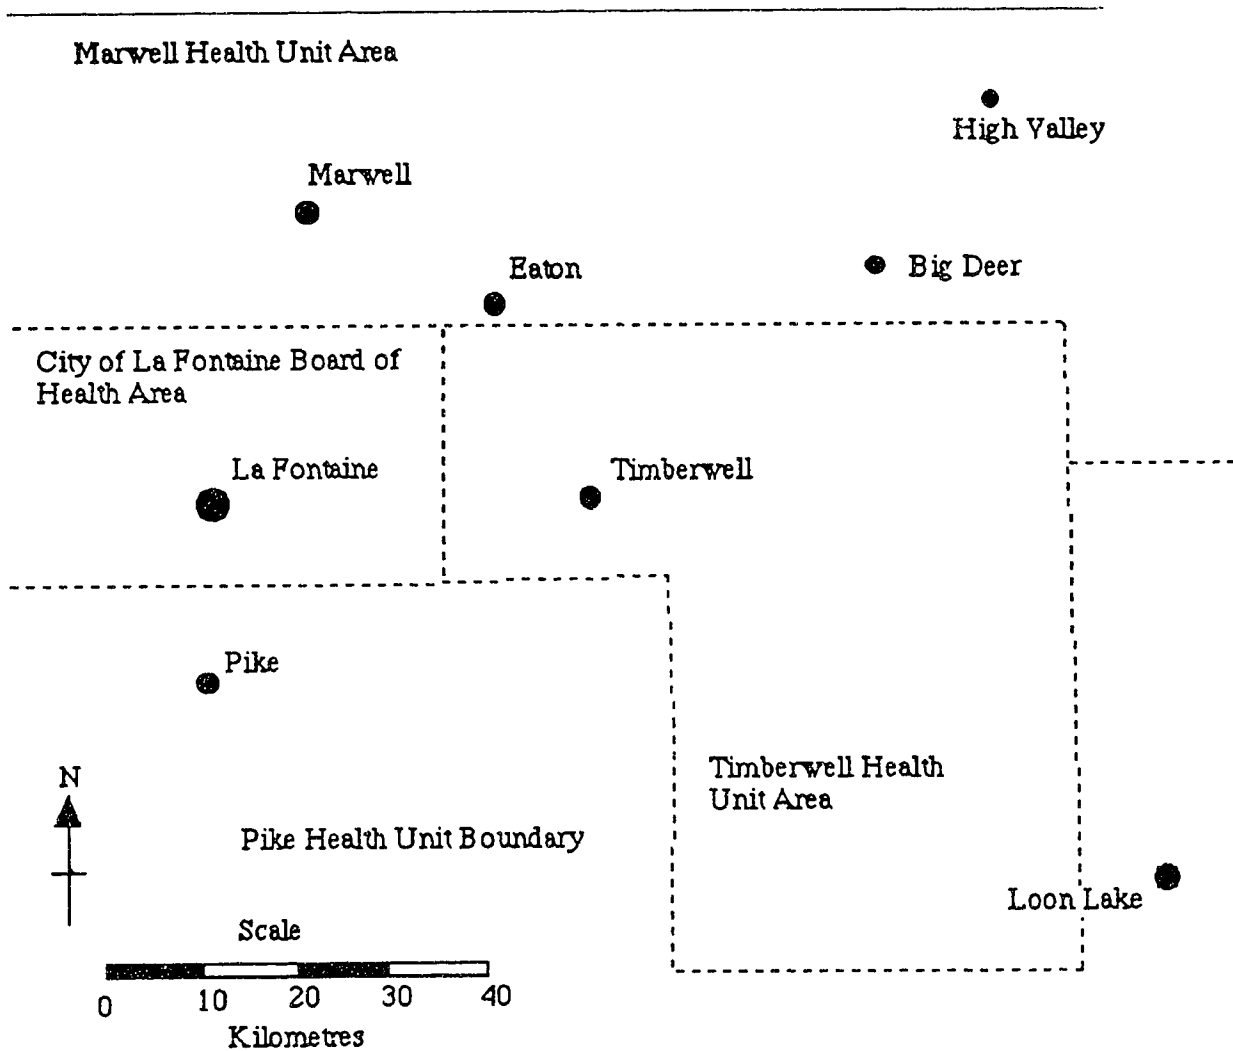 Marwell Health Unit Area
High Valley
Marwell
Eaton
Big Deer
City of La Fontaine Board of
Health Area
La Fontaine
Timberwell
Pike
N
Timberwell Health
Unit Area
Pike Health Unit Boundary
Loon Lake
Scale
0 10 20 30 40
Kilometres